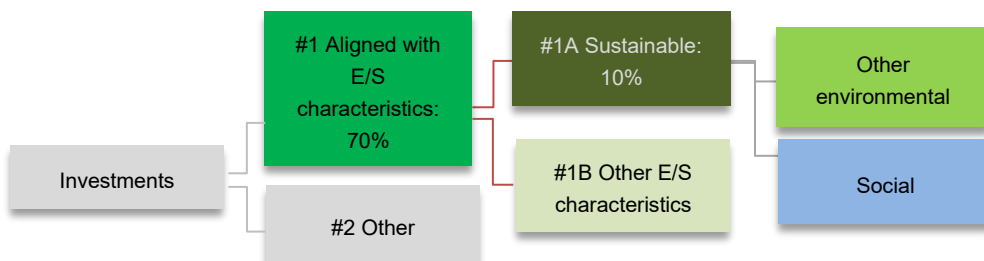 #1 Aligned with
E/S
characteristics:
70%
#1A Sustainable:
10%
Other
environmental
Investments
#1B Other E/S
characteristics
Social
#2 Other